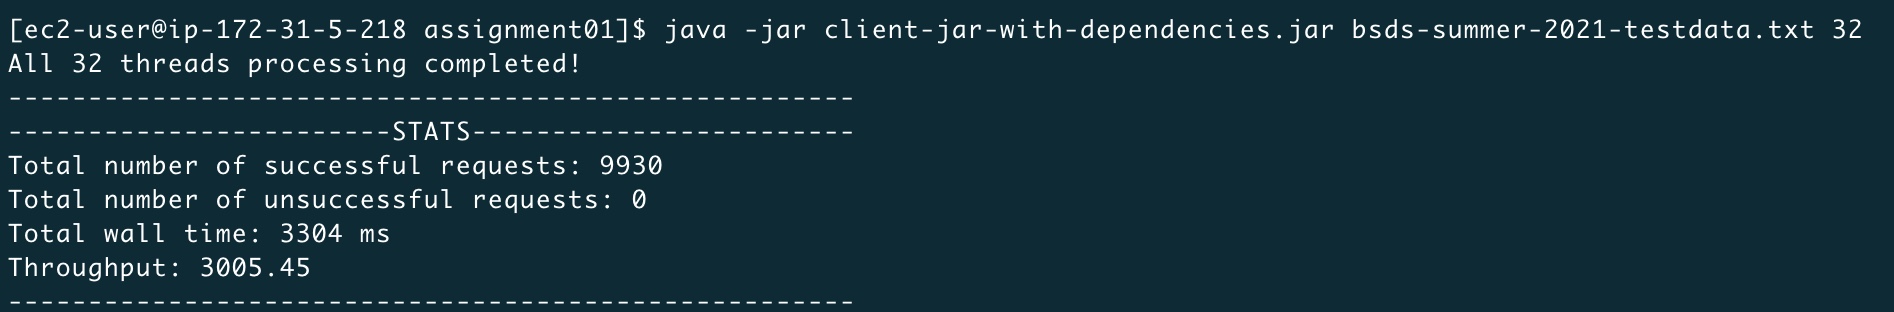 [ec2-user@ip-172-31-5-218 assignment01]$ java -jar client-jar-with-dependencies.jar bsds-summer-2021-testdata.txt 32
All 32 threads processing completed!
-----------------------------------------------------
------------------------STATS------------------------
Total number of successful requests: 9930
Total number of unsuccessful requests: 0
Total wall time: 3304 ms
Throughput: 3005.45
-----------------------------------------------------